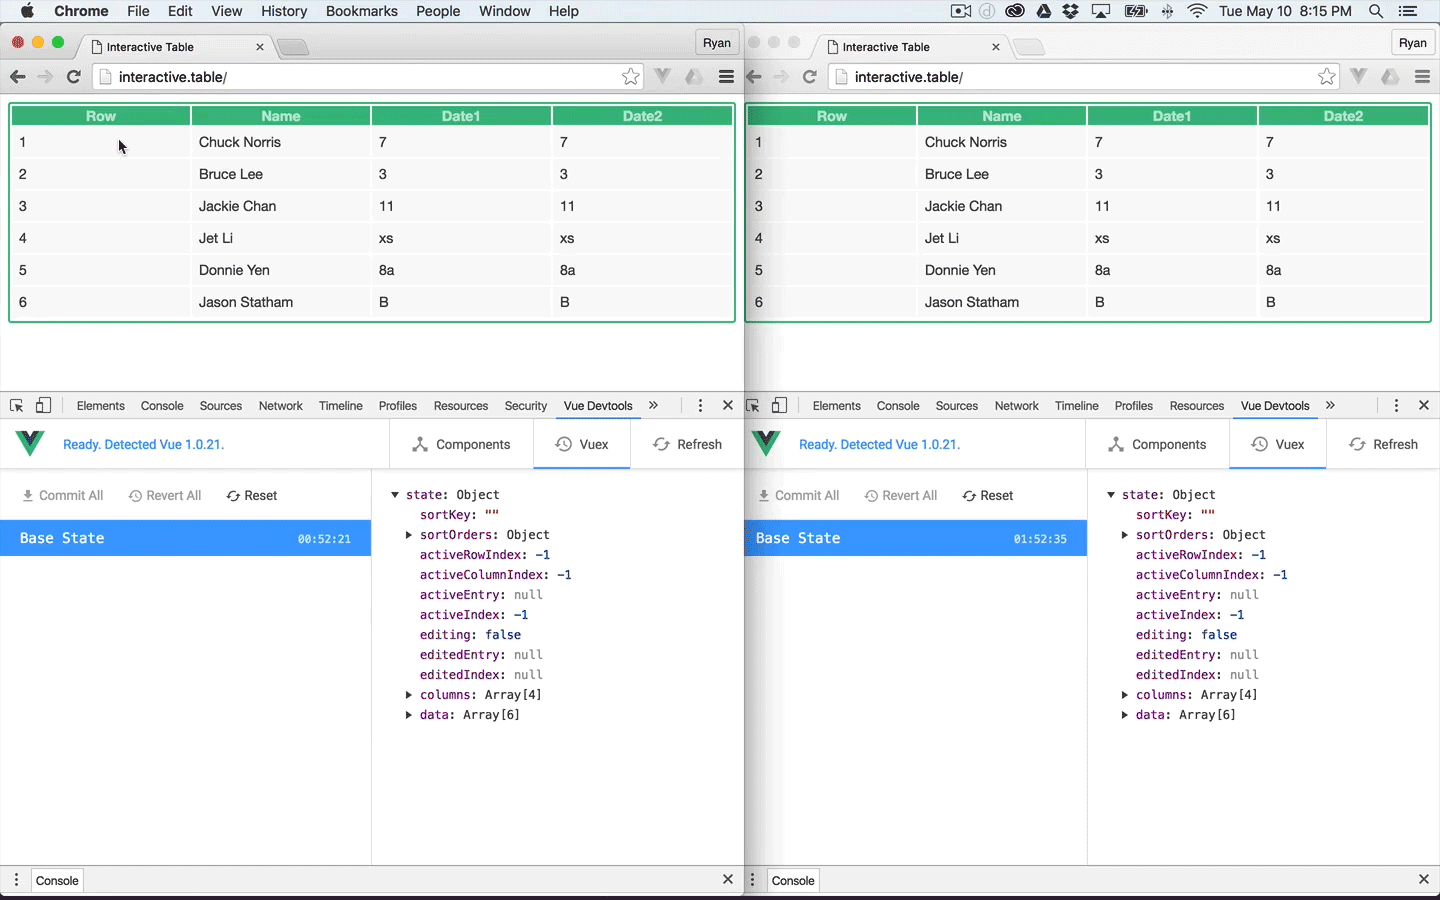 Chrome File Edit View History Bookmarks People Window Help Tue May 10 8:15 PM
Interactive Table
Ryan
interactive.table/
Row Name Date1 Date2
1 Chuck Norris 7 7
2 Bruce Lee 3 3
3 Jackie Chan 11 11
4 Jet Li xs xs
5 Donnie Yen 8a 8a
6 Jason Statham B B
Elements Console Sources Network Timeline Profiles Resources Security Vue Devtools »
Ready. Detected Vue 1.0.21.
Components Vuex Refresh
Commit All Revert All Reset
Base State 00:52:21
state: Object
sortKey: ""
sortOrders: Object
activeRowIndex: -1
activeColumnIndex: -1
activeEntry: null
activeIndex: -1
editing: false
editedEntry: null
editedIndex: null
columns: Array[4]
data: Array[6]
Console
Interactive Table
Ryan
interactive.table/
Row Name Date1 Date2
1 Chuck Norris 7 7
2 Bruce Lee 3 3
3 Jackie Chan 11 11
4 Jet Li xs xs
5 Donnie Yen 8a 8a
6 Jason Statham B B
Elements Console Sources Network Timeline Profiles Resources Vue Devtools »
Ready. Detected Vue 1.0.21.
Components Vuex Refresh
Commit All Revert All Reset
Base State 01:52:35
state: Object
sortKey: ""
sortOrders: Object
activeRowIndex: -1
activeColumnIndex: -1
activeEntry: null
activeIndex: -1
editing: false
editedEntry: null
editedIndex: null
columns: Array[4]
data: Array[6]
Console